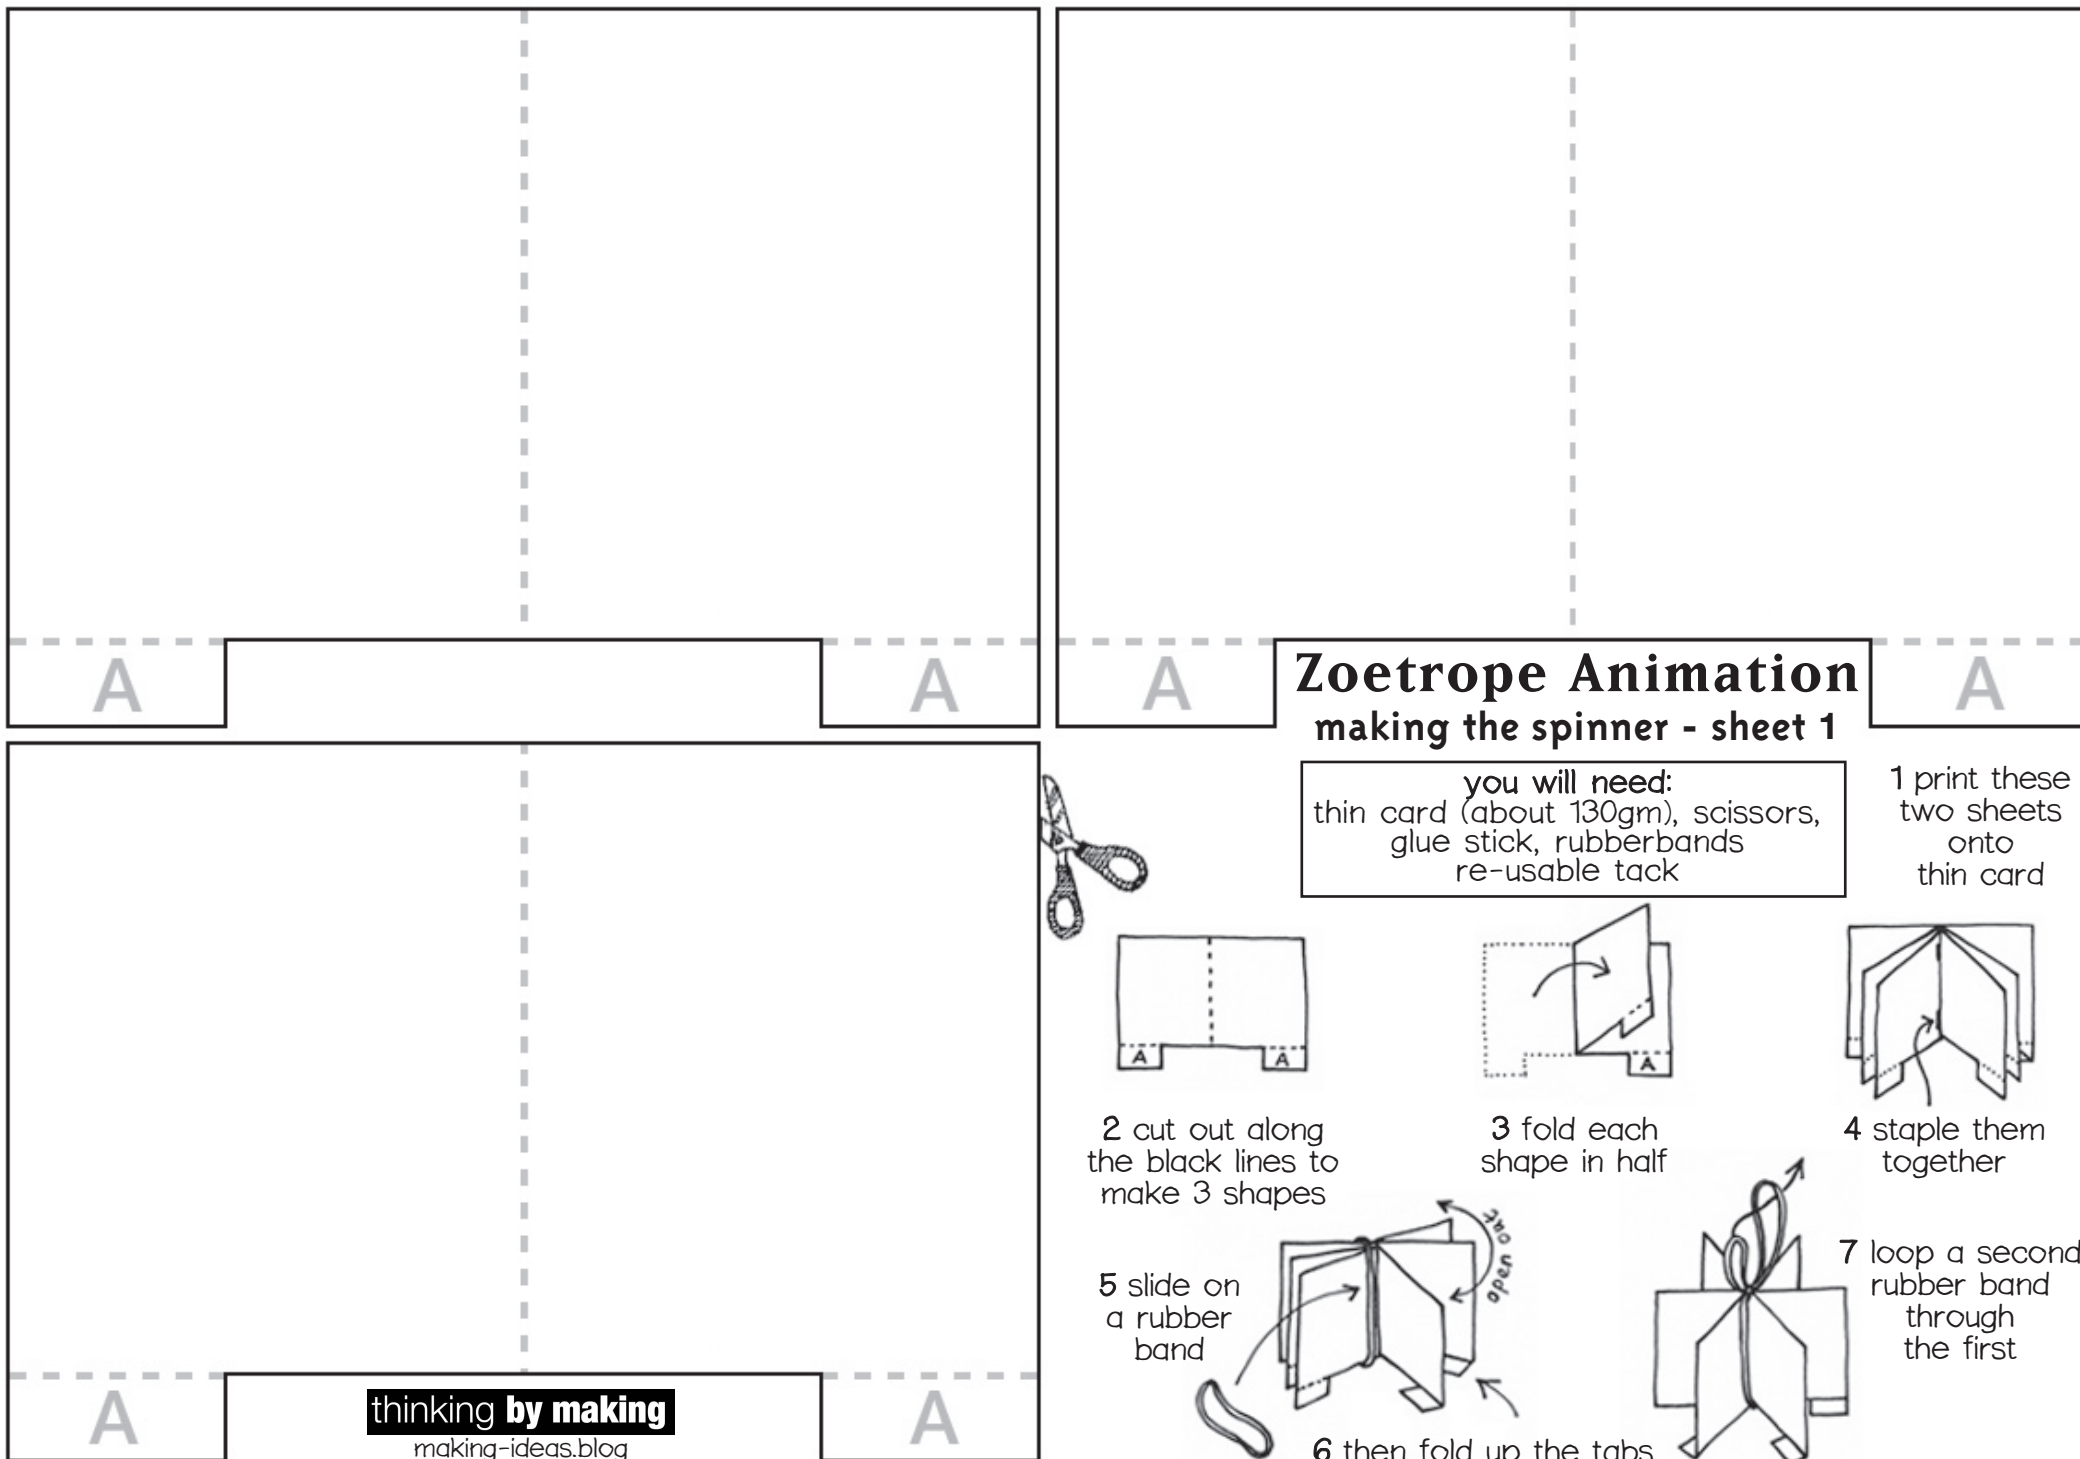 A
A
A
A
Zoetrope Animation
making the spinner - sheet 1
you will need:
thin card (about 130gm), scissors,
glue stick, rubberbands
re-usable tack
1 print these
two sheets
onto
thin card
A
A
A
2 cut out along
the black lines to
make 3 shapes
3 fold each
shape in half
4 staple them
together
open out
5 slide on
a rubber
band
6 then fold up the tabs
7 loop a second
rubber band
through
the first
A
A
thinking by making
making-ideas.blog